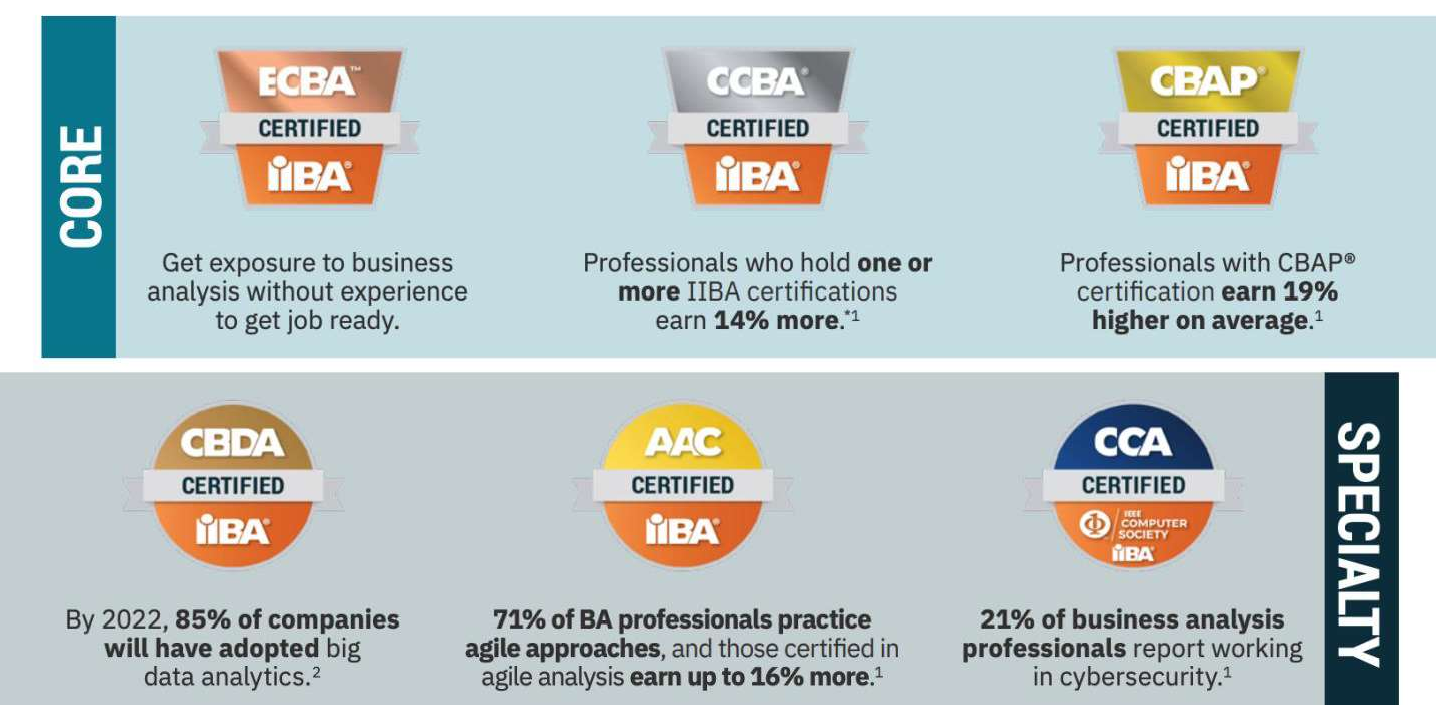 CORE
ECBA™
CERTIFIED
iiBA®
Get exposure to business
analysis without experience
to get job ready.
CCBA®
CERTIFIED
iiBA®
Professionals who hold one or
more IIBA certifications
earn 14% more.*1
CBAP®
CERTIFIED
iiBA®
Professionals with CBAP®
certification earn 19%
higher on average.1
CBDA
CERTIFIED
iiBA®
By 2022, 85% of companies
will have adopted big
data analytics.2
AAC
CERTIFIED
iiBA®
71% of BA professionals practice
agile approaches, and those certified in
agile analysis earn up to 16% more.1
CCA
CERTIFIED
IEEE
COMPUTER
SOCIETY
iiBA®
21% of business analysis
professionals report working
in cybersecurity.1
SPECIALTY